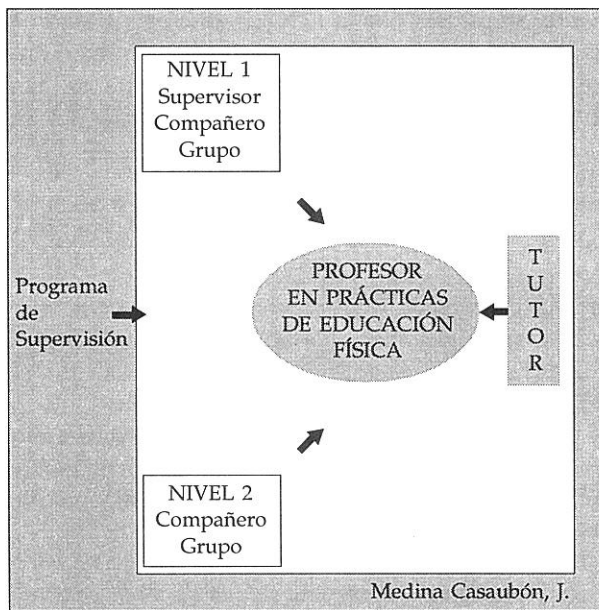 NIVEL 1
Supervisor
Compañero
Grupo
Programa
de
Supervisión
PROFESOR
EN PRÁCTICAS
DE EDUCACIÓN
FÍSICA
T
U
T
O
R
NIVEL 2
Compañero
Grupo
Medina Casaubón, J.